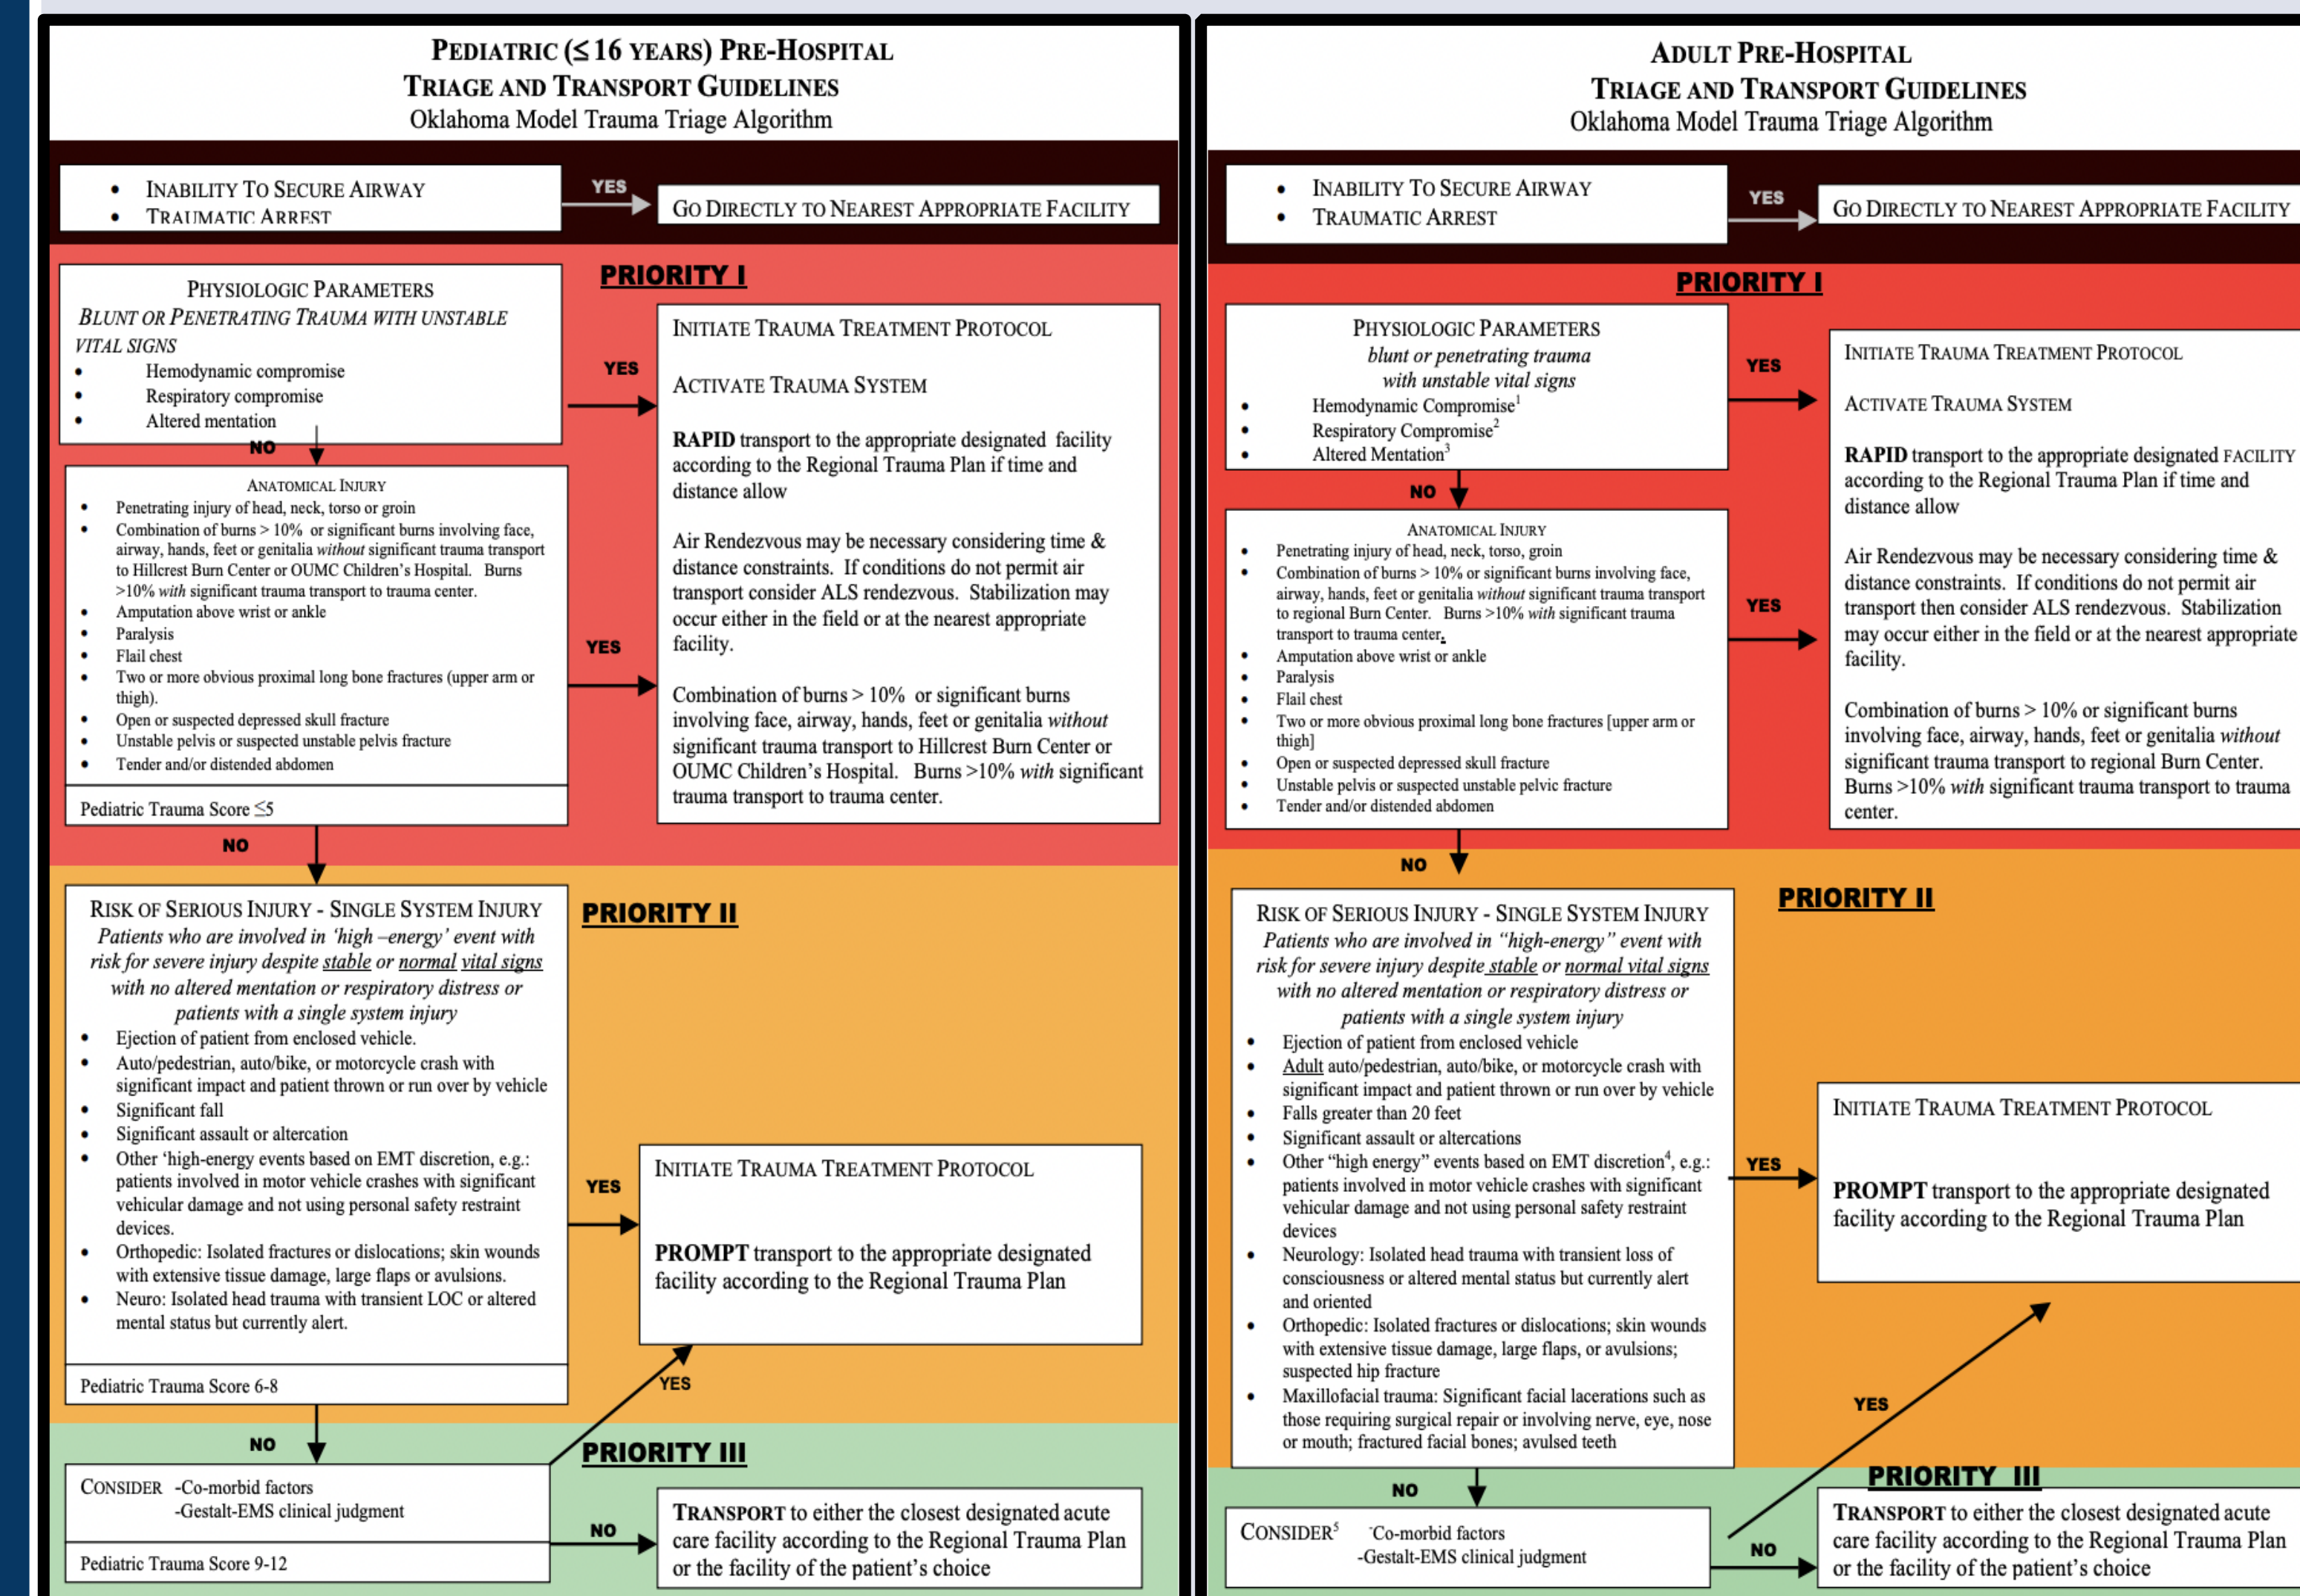 PEDIATRIC (≤ 16 YEARS) PRE-HOSPITAL
TRIAGE AND TRANSPORT GUIDELINES
Oklahoma Model Trauma Triage Algorithm
• INABILITY TO SECURE AIRWAY
• TRAUMATIC ARREST
YES
GO DIRECTLY TO NEAREST APPROPRIATE FACILITY
PRIORITY I
PHYSIOLOGIC PARAMETERS
BLUNT OR PENETRATING TRAUMA WITH UNSTABLE
VITAL SIGNS
• Hemodynamic compromise
• Respiratory compromise
• Altered mentation
YES
NO
ANATOMICAL INJURY
• Penetrating injury of head, neck, torso or groin
• Combination of burns > 10% or significant burns involving face,
airway, hands, feet or genitalia without significant trauma transport
to Hillcrest Burn Center or OUMC Children's Hospital. Burns
>10% with significant trauma transport to trauma center.
• Amputation above wrist or ankle
• Paralysis
• Flail chest
• Two or more obvious proximal long bone fractures (upper arm or
thigh).
• Open or suspected depressed skull fracture
• Unstable pelvis or suspected unstable pelvis fracture
• Tender and/or distended abdomen
Pediatric Trauma Score ≤5
YES
INITIATE TRAUMA TREATMENT PROTOCOL
ACTIVATE TRAUMA SYSTEM
RAPID transport to the appropriate designated facility
according to the Regional Trauma Plan if time and
distance allow
Air Rendezvous may be necessary considering time &
distance constraints. If conditions do not permit air
transport consider ALS rendezvous. Stabilization may
occur either in the field or at the nearest appropriate
facility.
Combination of burns > 10% or significant burns
involving face, airway, hands, feet or genitalia without
significant trauma transport to Hillcrest Burn Center or
OUMC Children's Hospital. Burns >10% with significant
trauma transport to trauma center.
NO
PRIORITY II
RISK OF SERIOUS INJURY - SINGLE SYSTEM INJURY
Patients who are involved in 'high –energy' event with
risk for severe injury despite stable or normal vital signs
with no altered mentation or respiratory distress or
patients with a single system injury
• Ejection of patient from enclosed vehicle.
• Auto/pedestrian, auto/bike, or motorcycle crash with
significant impact and patient thrown or run over by vehicle
• Significant fall
• Significant assault or altercation
• Other 'high-energy events based on EMT discretion, e.g.:
patients involved in motor vehicle crashes with significant
vehicular damage and not using personal safety restraint
devices.
• Orthopedic: Isolated fractures or dislocations; skin wounds
with extensive tissue damage, large flaps or avulsions.
• Neuro: Isolated head trauma with transient LOC or altered
mental status but currently alert.
Pediatric Trauma Score 6-8
YES
INITIATE TRAUMA TREATMENT PROTOCOL
PROMPT transport to the appropriate designated
facility according to the Regional Trauma Plan
YES
NO
PRIORITY III
CONSIDER -Co-morbid factors
-Gestalt-EMS clinical judgment
Pediatric Trauma Score 9-12
NO
TRANSPORT to either the closest designated acute
care facility according to the Regional Trauma Plan
or the facility of the patient's choice
ADULT PRE-HOSPITAL
TRIAGE AND TRANSPORT GUIDELINES
Oklahoma Model Trauma Triage Algorithm
• INABILITY TO SECURE AIRWAY
• TRAUMATIC ARREST
YES
GO DIRECTLY TO NEAREST APPROPRIATE FACILITY
PRIORITY I
PHYSIOLOGIC PARAMETERS
blunt or penetrating trauma
with unstable vital signs
• Hemodynamic Compromise¹
• Respiratory Compromise²
• Altered Mentation³
YES
NO
ANATOMICAL INJURY
• Penetrating injury of head, neck, torso, groin
• Combination of burns > 10% or significant burns involving face,
airway, hands, feet or genitalia without significant trauma transport
to regional Burn Center. Burns >10% with significant trauma
transport to trauma center.
• Amputation above wrist or ankle
• Paralysis
• Flail chest
• Two or more obvious proximal long bone fractures [upper arm or
thigh]
• Open or suspected depressed skull fracture
• Unstable pelvis or suspected unstable pelvic fracture
• Tender and/or distended abdomen
YES
INITIATE TRAUMA TREATMENT PROTOCOL
ACTIVATE TRAUMA SYSTEM
RAPID transport to the appropriate designated FACILITY
according to the Regional Trauma Plan if time and
distance allow
Air Rendezvous may be necessary considering time &
distance constraints. If conditions do not permit air
transport then consider ALS rendezvous. Stabilization
may occur either in the field or at the nearest appropriate
facility.
Combination of burns > 10% or significant burns
involving face, airway, hands, feet or genitalia without
significant trauma transport to regional Burn Center.
Burns >10% with significant trauma transport to trauma
center.
NO
PRIORITY II
RISK OF SERIOUS INJURY - SINGLE SYSTEM INJURY
Patients who are involved in "high-energy" event with
risk for severe injury despite stable or normal vital signs
with no altered mentation or respiratory distress or
patients with a single system injury
• Ejection of patient from enclosed vehicle
• Adult auto/pedestrian, auto/bike, or motorcycle crash with
significant impact and patient thrown or run over by vehicle
• Falls greater than 20 feet
• Significant assault or altercations
• Other "high energy" events based on EMT discretion⁴, e.g.:
patients involved in motor vehicle crashes with significant
vehicular damage and not using personal safety restraint
devices
• Neurology: Isolated head trauma with transient loss of
consciousness or altered mental status but currently alert
and oriented
• Orthopedic: Isolated fractures or dislocations; skin wounds
with extensive tissue damage, large flaps, or avulsions;
suspected hip fracture
• Maxillofacial trauma: Significant facial lacerations such as
those requiring surgical repair or involving nerve, eye, nose
or mouth; fractured facial bones; avulsed teeth
YES
INITIATE TRAUMA TREATMENT PROTOCOL
PROMPT transport to the appropriate designated
facility according to the Regional Trauma Plan
YES
NO
PRIORITY III
CONSIDER⁵ -Co-morbid factors
-Gestalt-EMS clinical judgment
NO
TRANSPORT to either the closest designated acute
care facility according to the Regional Trauma Plan
or the facility of the patient's choice